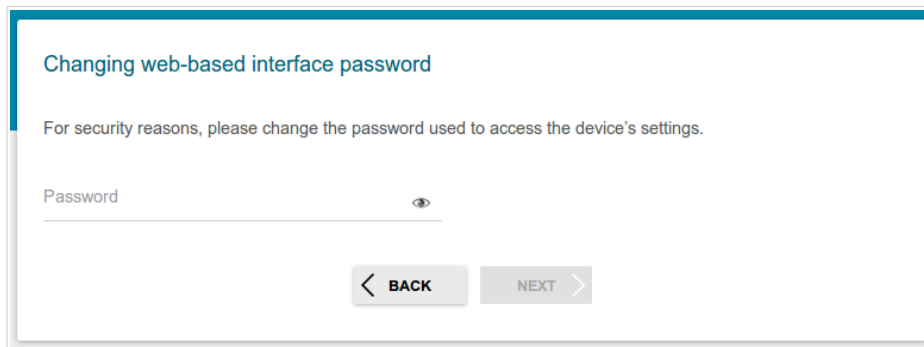 Changing web-based interface password
For security reasons, please change the password used to access the device's settings.
Password
BACK
NEXT